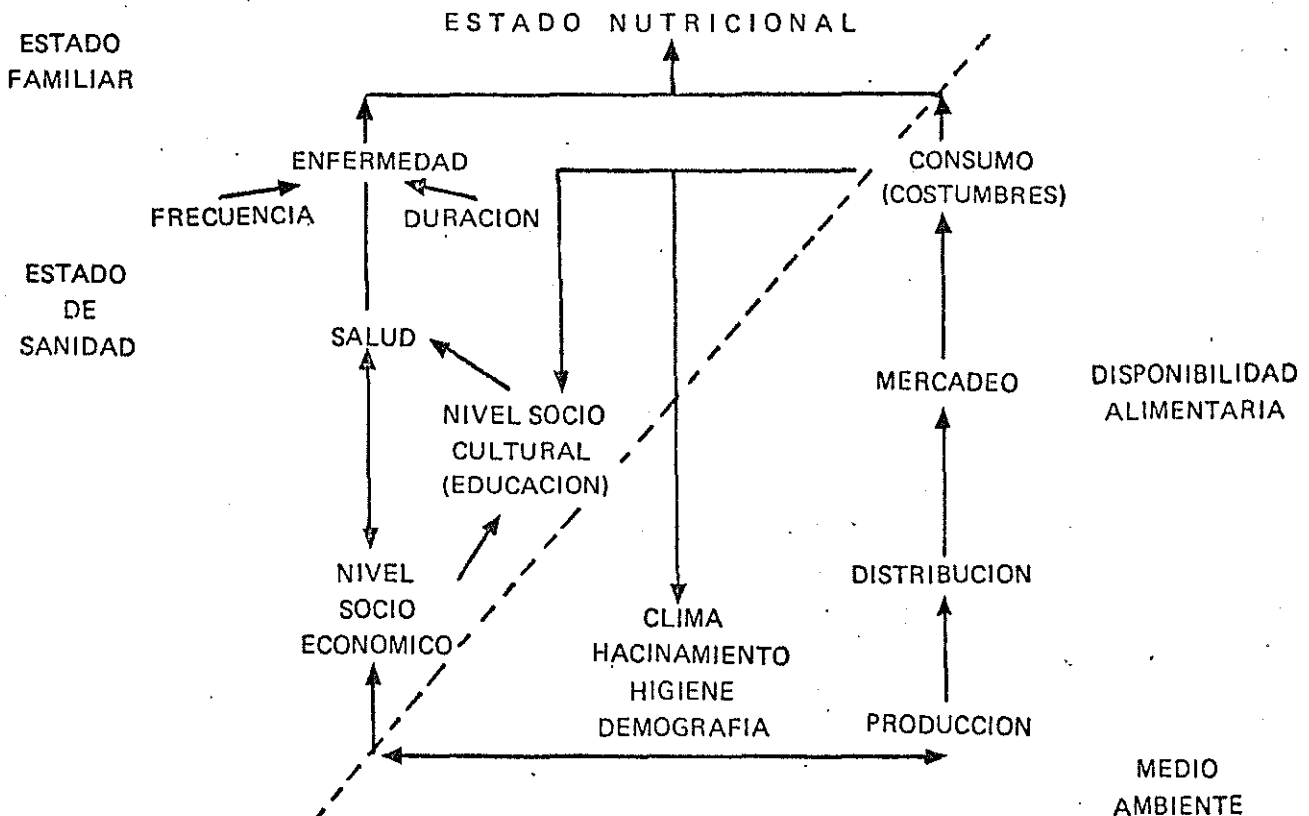 ESTADO NUTRICIONAL
ESTADO
FAMILIAR
ENFERMEDAD
CONSUMO
(COSTUMBRES)
FRECUENCIA
DURACION
ESTADO
DE
SANIDAD
SALUD
MERCADEO
DISPONIBILIDAD
ALIMENTARIA
NIVEL SOCIO
CULTURAL
(EDUCACION)
NIVEL
SOCIO
ECONOMICO
DISTRIBUCION
CLIMA
HACINAMIENTO
HIGIENE
DEMOGRAFIA
PRODUCCION
MEDIO
AMBIENTE